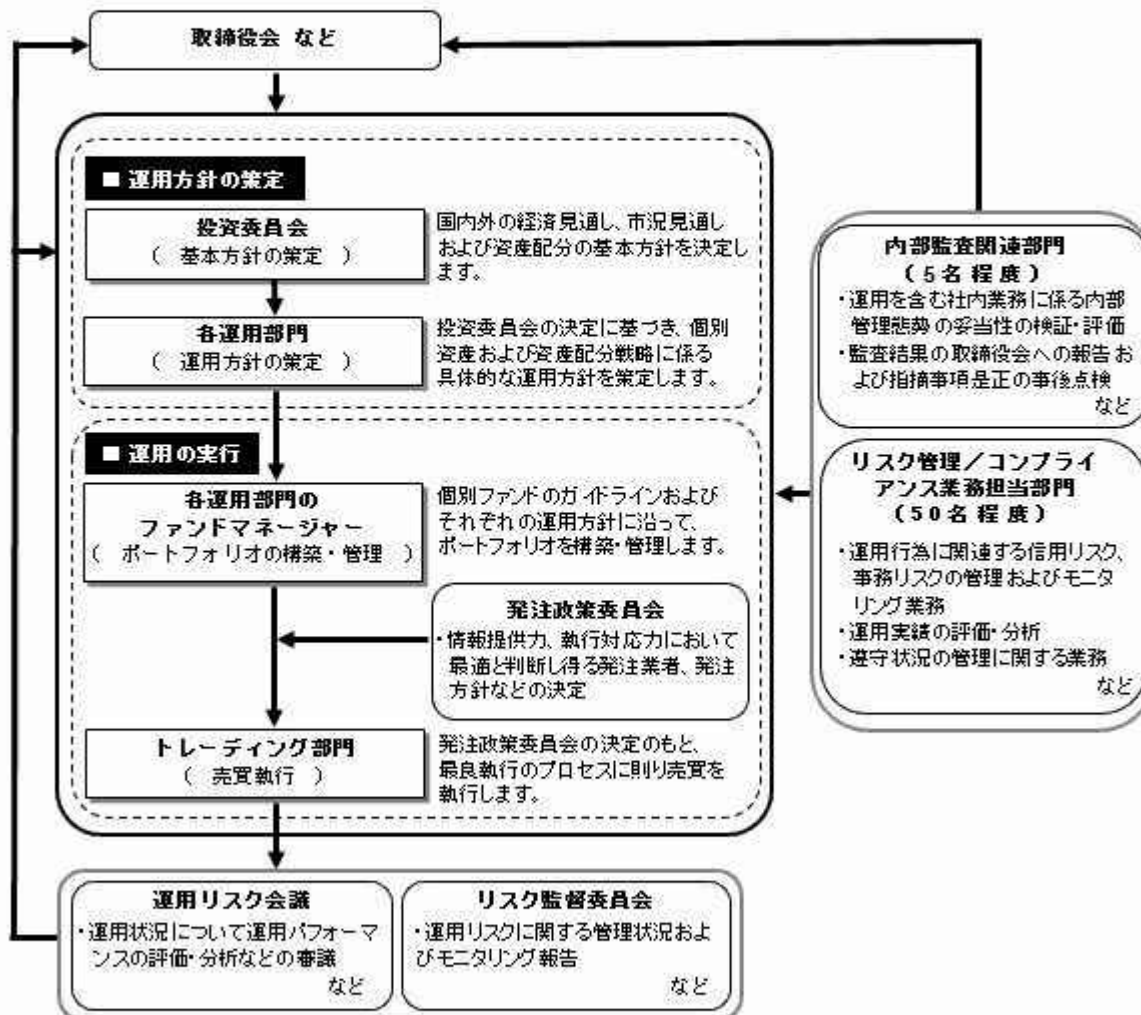 取締役会 など
■ 運用方針の策定
投資委員会
( 基本方針の策定 )
国内外の経済見通し、市況見通し
および資産配分の基本方針を決定し
ます。
各運用部門
( 運用方針の策定 )
投資委員会の決定に基づき、個別
資産および資産配分戦略に係る
具体的な運用方針を策定します。
■ 運用の実行
各運用部門の
ファンドマネージャー
( ポートフォリオの構築・管理 )
個別ファンドのガイドラインおよび
それぞれの運用方針に沿って、
ポートフォリオを構築・管理します。
発注政策委員会
・情報提供力、執行対応力において
最適と判断し得る発注業者、発注
方針などの決定
トレーディング部門
( 売買執行 )
発注政策委員会の決定のもと、
最良執行のプロセスに則り売買を
執行します。
運用リスク会議
・運用状況について運用パフォーマ
ンスの評価・分析などの審議
など
リスク監督委員会
・運用リスクに関する管理状況およ
びモニタリング報告
など
内部監査関連部門
(5名程度)
・運用を含む社内業務に係る内部
管理態勢の妥当性の検証・評価
・監査結果の取締役会への報告お
よび指摘事項是正の事後点検
など
リスク管理／コンプライ
アンス業務担当部門
(50名程度)
・運用行為に関連する信用リスク、
事務リスクの管理およびモニタ
リング業務
・運用実績の評価・分析
・遵守状況の管理に関する業務
など